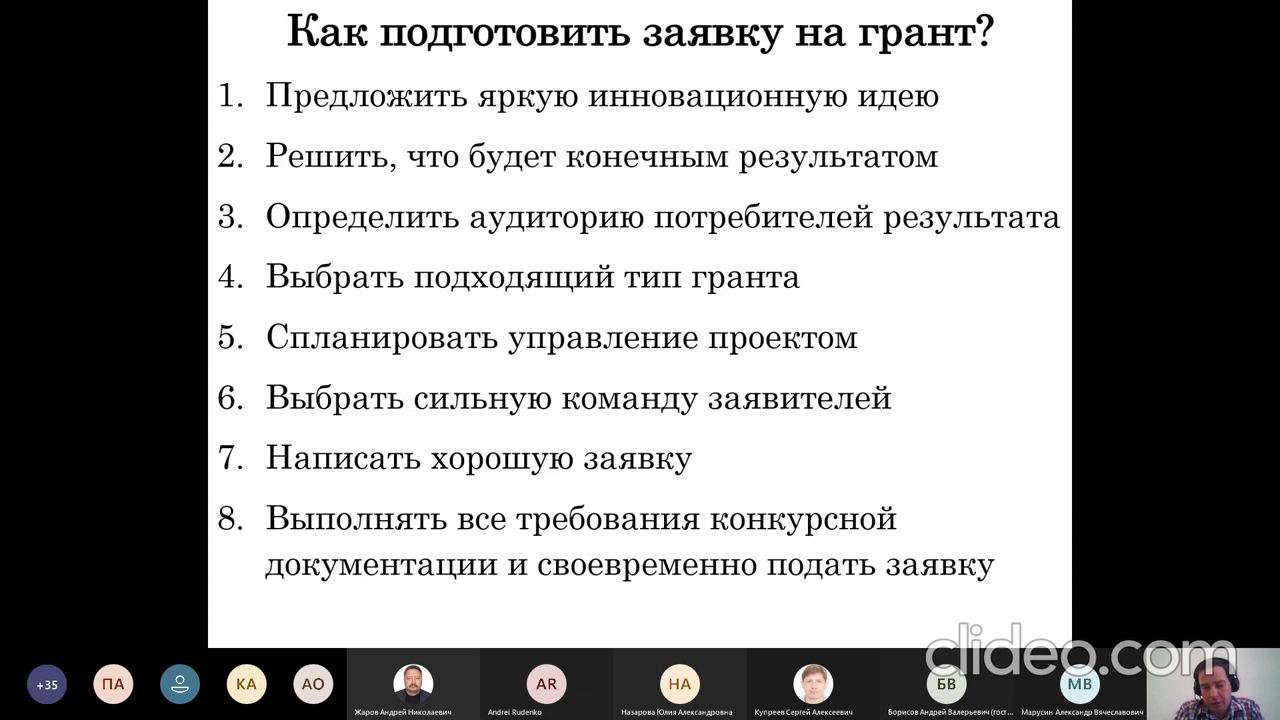 Как подготовить заявку на грант?
1. Предложить яркую инновационную идею
2. Решить, что будет конечным результатом
3. Определить аудиторию потребителей результата
4. Выбрать подходящий тип гранта
5. Спланировать управление проектом
6. Выбрать сильную команду заявителей
7. Написать хорошую заявку
8. Выполнять все требования конкурсной
документации и своевременно подать заявку
clideo.com
+35 ПА КА АО AR НА БВ МВ
Жаров Андрей Николаевич Andrei Rudenko Назарова Юлия Александровна Купреев Сергей Алексеевич Борисов Андрей Валерьевич (гост... Марусин Александр Вячеславович